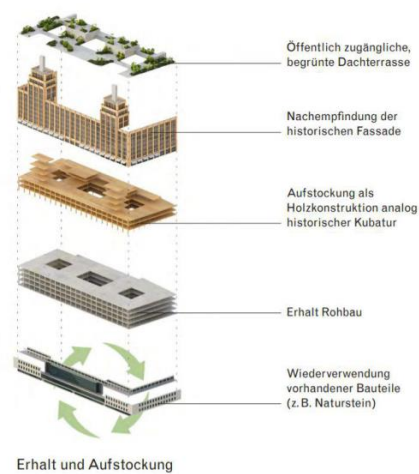 Öffentlich zugängliche,
begrünte Dachterrasse
Nachempfindung der
historischen Fassade
Aufstockung als
Holzkonstruktion analog
historischer Kubatur
Erhalt Rohbau
Wiederverwendung
vorhandener Bauteile
(z.B. Naturstein)
Erhalt und Aufstockung